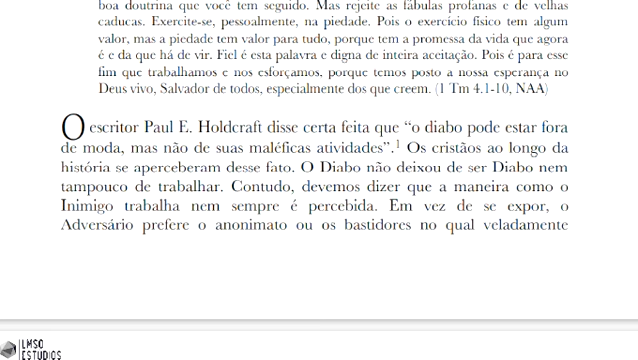 boa doutrina que você tem seguido. Mas rejeite as fábulas profanas e de velhas
caducas. Exercite-se, pessoalmente, na piedade. Pois o exercício físico tem algum
valor, mas a piedade tem valor para tudo, porque tem a promessa da vida que agora
é e da que há de vir. Fiel é esta palavra e digna de inteira aceitação. Pois é para esse
fim que trabalhamos e nos esforçamos, porque temos posto a nossa esperança no
Deus vivo, Salvador de todos, especialmente dos que creem. (1 Tm 4.1-10, NAA)
O escritor Paul E. Holdcraft disse certa feita que “o diabo pode estar fora
de moda, mas não de suas maléficas atividades”.1 Os cristãos ao longo da
história se aperceberam desse fato. O Diabo não deixou de ser Diabo nem
tampouco de trabalhar. Contudo, devemos dizer que a maneira como o
Inimigo trabalha nem sempre é percebida. Em vez de se expor, o
Adversário prefere o anonimato ou os bastidores no qual veladamente
LMSO
ESTUDIOS